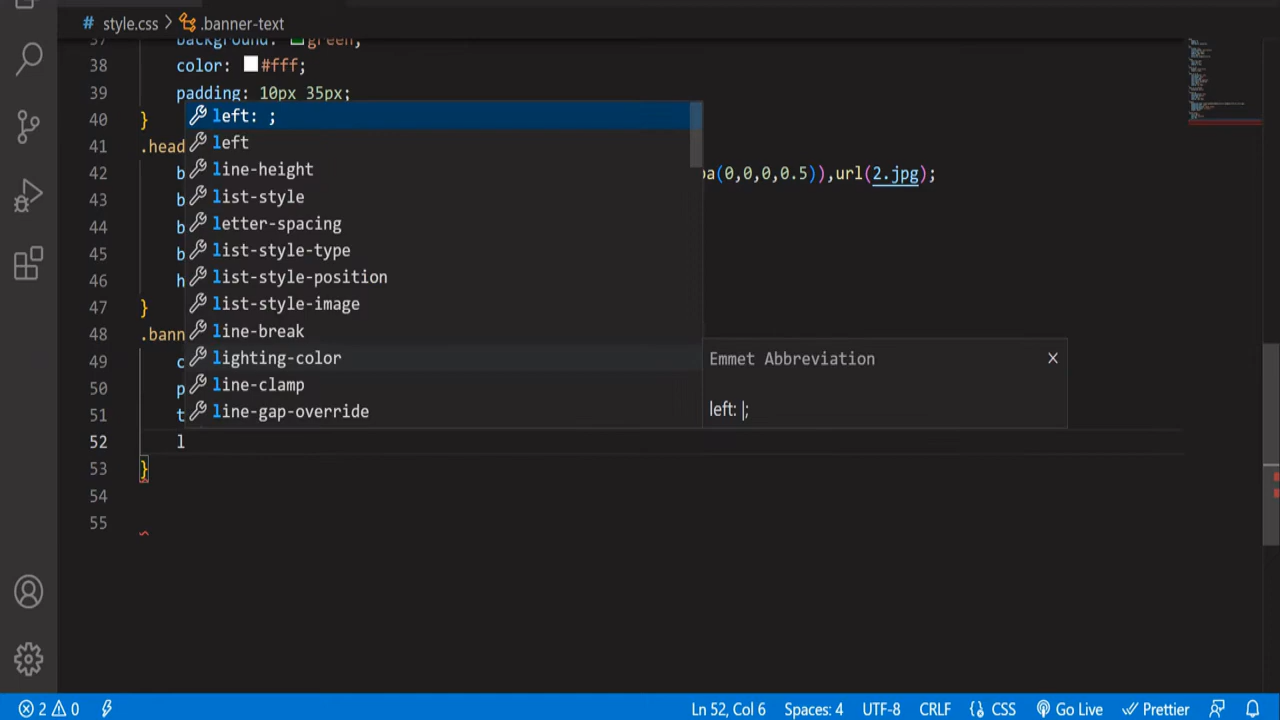 # style.css > .banner-text
37 background: green;
38 color: #fff;
39 padding: 10px 35px;
40 }
41 .head
42 b ba(0,0,0,0.5)),url(2.jpg);
43 b
44 b
45 b
46 h
47 }
48 .bann
49 c
50 p
51 t
52 l
53 }
54
55
left: ;
left
line-height
list-style
letter-spacing
list-style-type
list-style-position
list-style-image
line-break
lighting-color
line-clamp
line-gap-override
Emmet Abbreviation
left: |;
2 0 Ln 52, Col 6 Spaces: 4 UTF-8 CRLF {} CSS Go Live Prettier